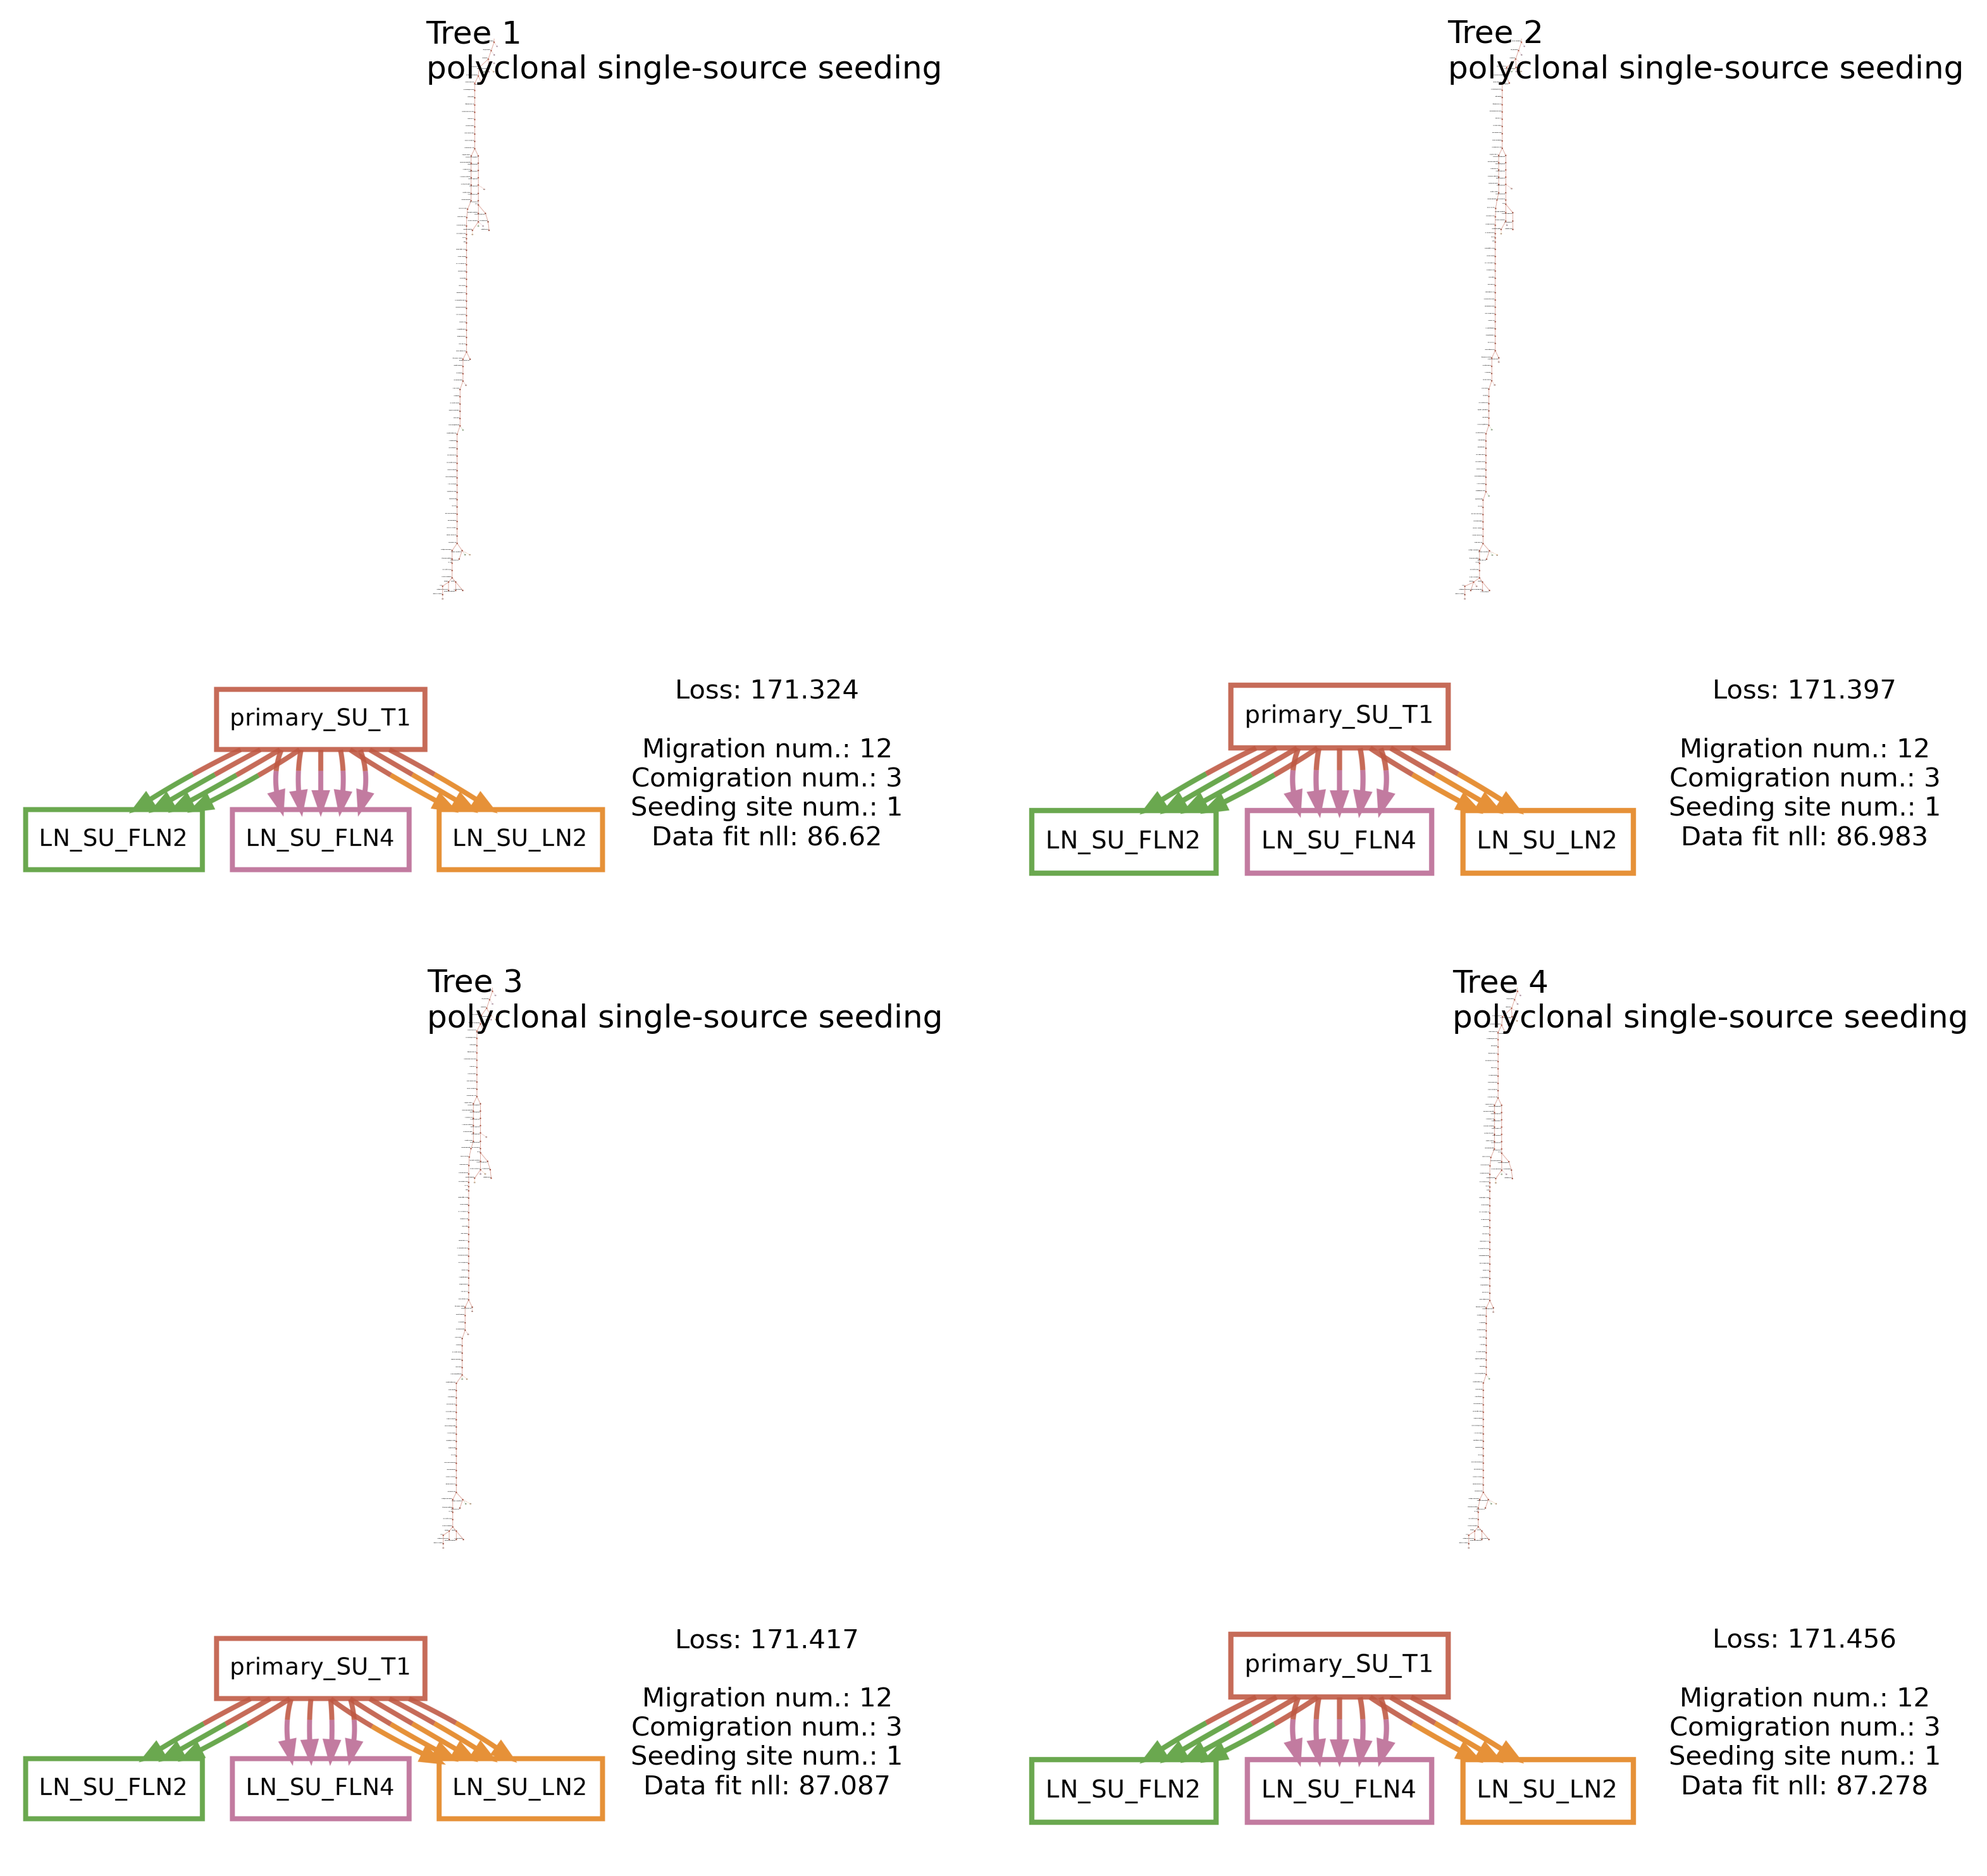 Tree 1
polyclonal single-source seeding
primary_SU_T1
LN_SU_FLN2
LN_SU_FLN4
LN_SU_LN2
Loss: 171.324
Migration num.: 12
Comigration num.: 3
Seeding site num.: 1
Data fit nll: 86.62
Tree 2
polyclonal single-source seeding
primary_SU_T1
LN_SU_FLN2
LN_SU_FLN4
LN_SU_LN2
Loss: 171.397
Migration num.: 12
Comigration num.: 3
Seeding site num.: 1
Data fit nll: 86.983
Tree 3
polyclonal single-source seeding
primary_SU_T1
LN_SU_FLN2
LN_SU_FLN4
LN_SU_LN2
Loss: 171.417
Migration num.: 12
Comigration num.: 3
Seeding site num.: 1
Data fit nll: 87.087
Tree 4
polyclonal single-source seeding
primary_SU_T1
LN_SU_FLN2
LN_SU_FLN4
LN_SU_LN2
Loss: 171.456
Migration num.: 12
Comigration num.: 3
Seeding site num.: 1
Data fit nll: 87.278